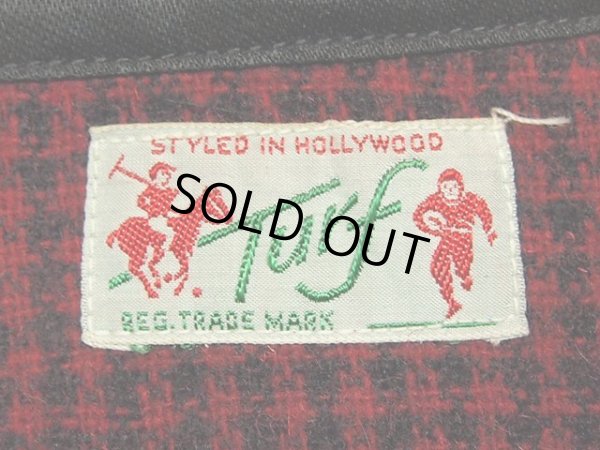 STYLED IN HOLLYWOOD
Turf
SOLD OUT
REG. TRADE MARK